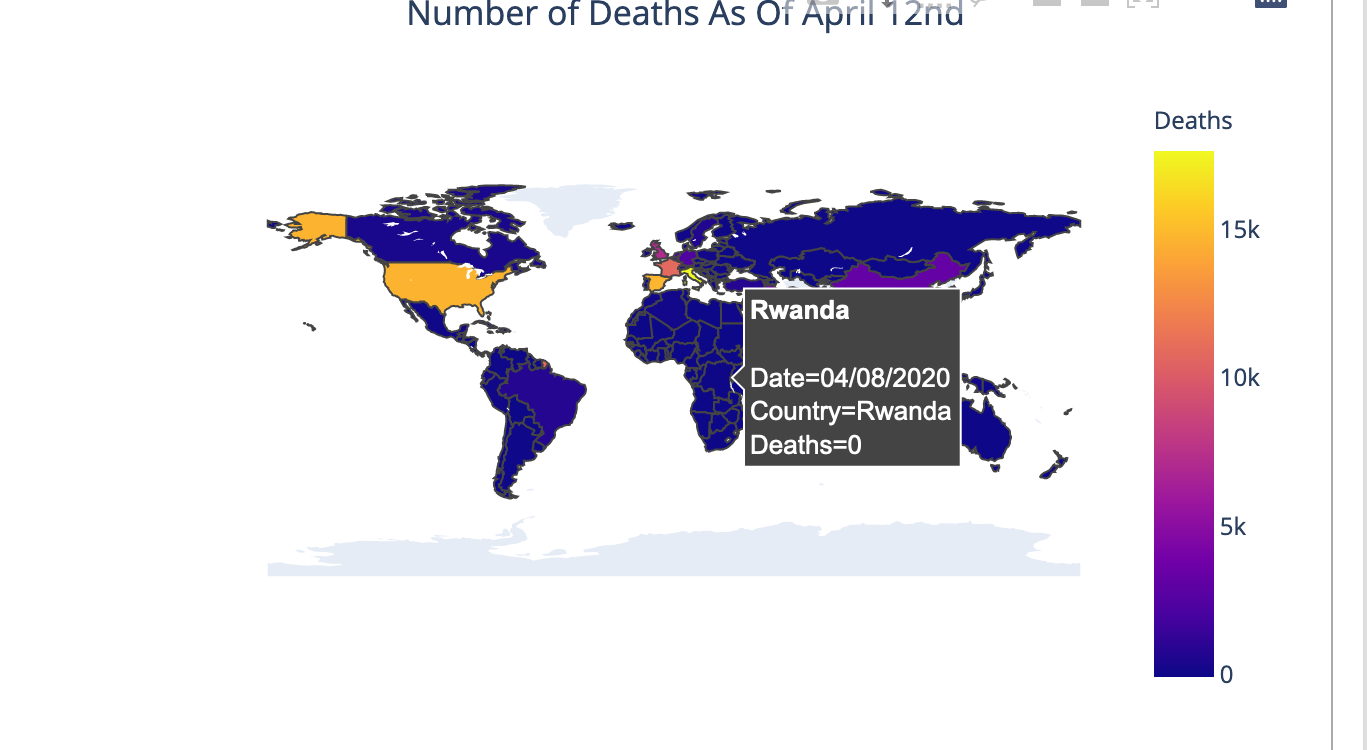 Number of Deaths As Of April 12nd
Deaths
15k
10k
5k
0
Rwanda
Date=04/08/2020
Country=Rwanda
Deaths=0